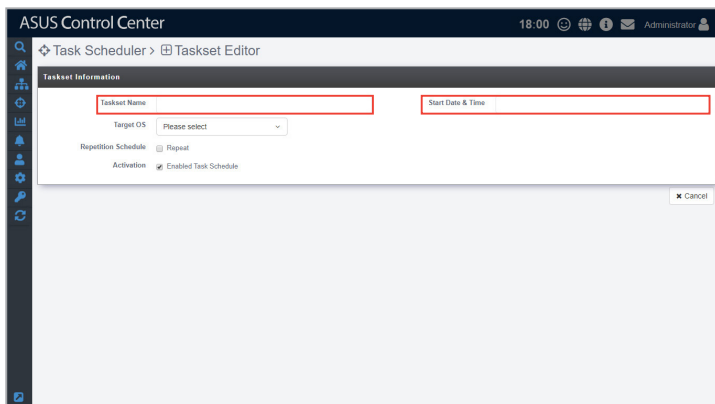 ASUS Control Center
18:00 Administrator
Task Scheduler > Taskset Editor
Taskset Information
Taskset Name Start Date & Time
Target OS Please select
Repetition Schedule Repeat
Activation Enabled Task Schedule
Cancel